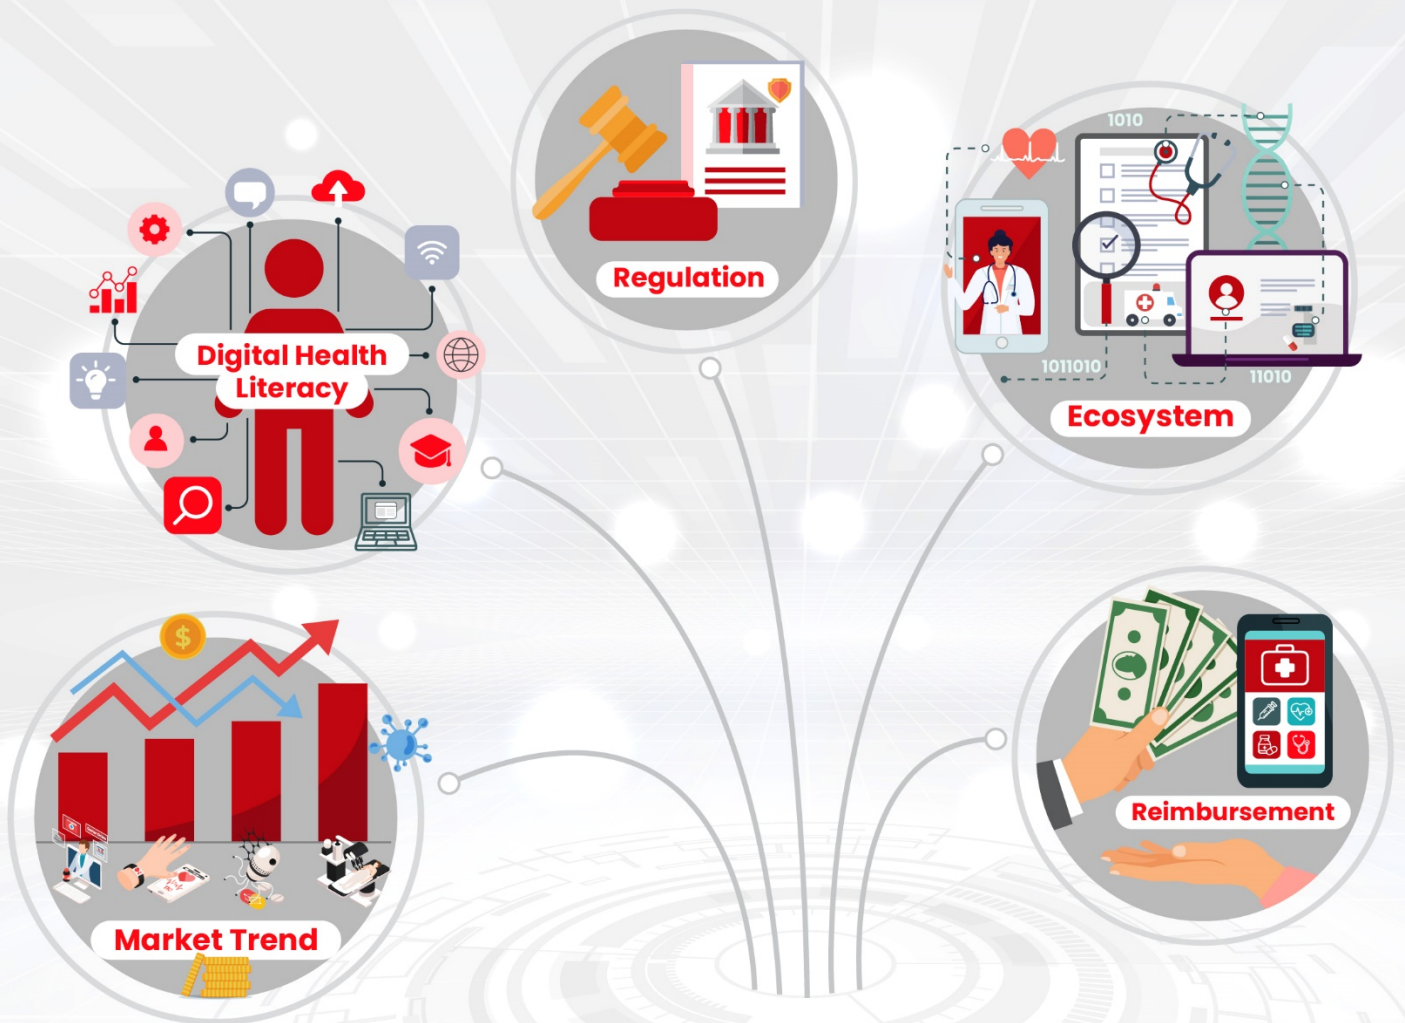 Regulation
1010
Digital Health
Literacy
1011010
11010
Ecosystem
$
Market Trend
Reimbursement